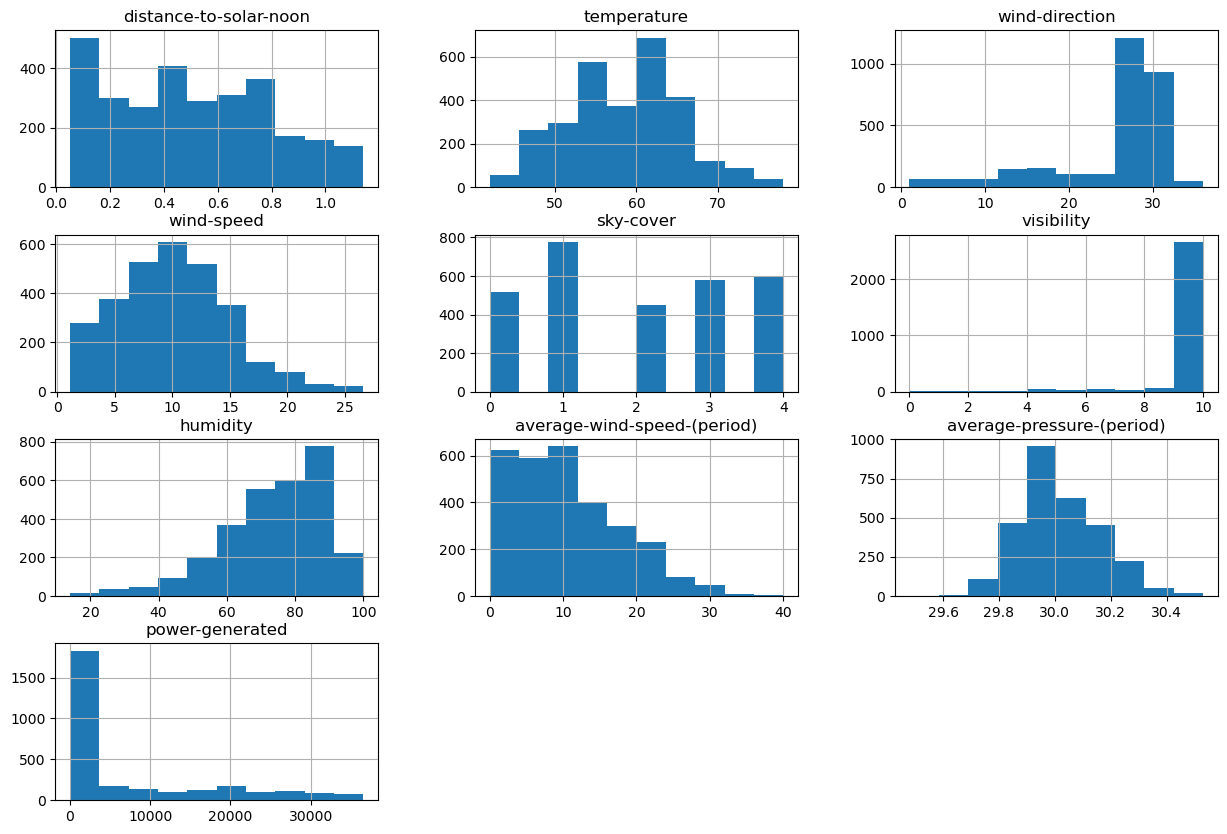 distance-to-solar-noon
400
200
0
0.0 0.2 0.4 0.6 0.8 1.0
temperature
600
400
200
0
50 60 70
wind-direction
1000
500
0
0 10 20 30
wind-speed
600
400
200
0
0 5 10 15 20 25
sky-cover
800
600
400
200
0
0 1 2 3 4
visibility
2000
1000
0
0 2 4 6 8 10
humidity
800
600
400
200
0
20 40 60 80 100
average-wind-speed-(period)
600
400
200
0
0 10 20 30 40
average-pressure-(period)
1000
750
500
250
0
29.6 29.8 30.0 30.2 30.4
power-generated
1500
1000
500
0
0 10000 20000 30000